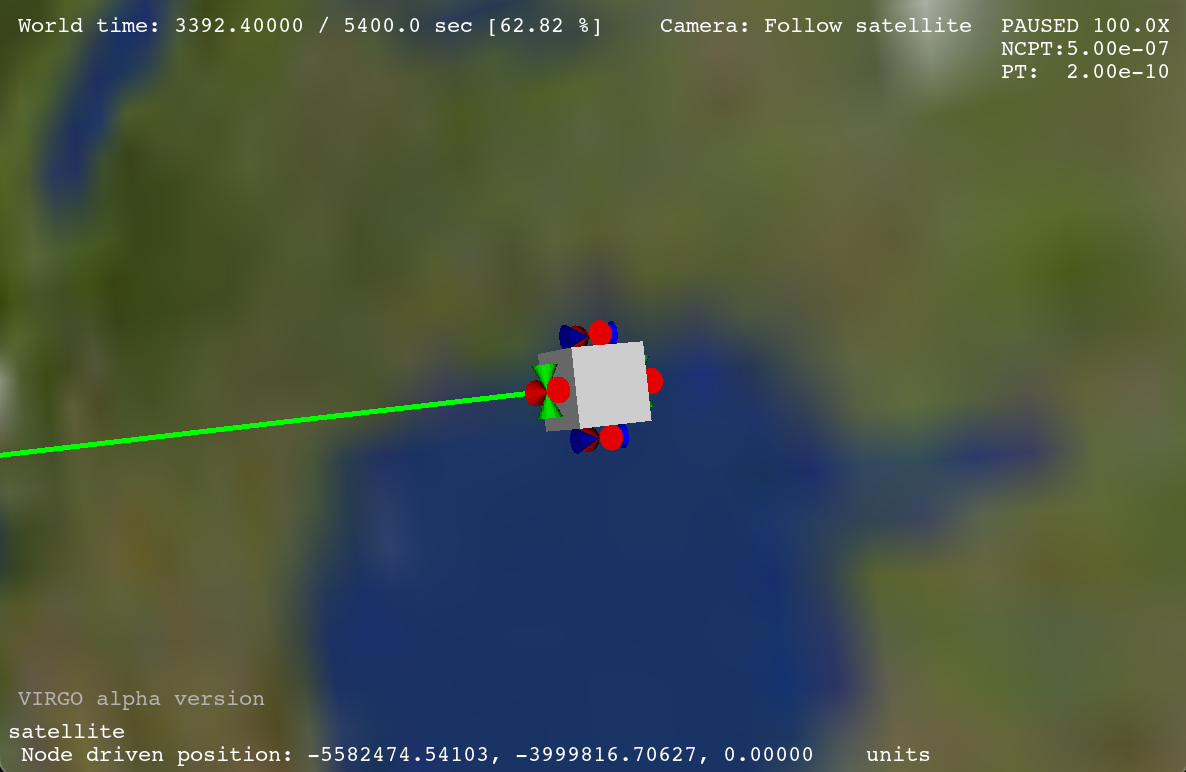 World time: 3392.40000 / 5400.0 sec [62.82 %] Camera: Follow satellite PAUSED 100.0X
NCPT:5.00e-07
PT: 2.00e-10
VIRGO alpha version
satellite
Node driven position: -5582474.54103, -3999816.70627, 0.00000 units